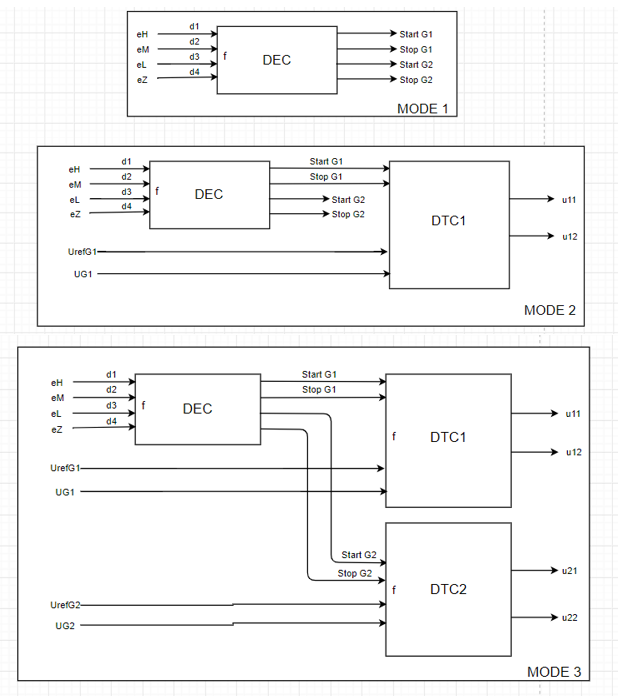 eH d1 Start G1
eM d2 Stop G1
eL d3 f DEC Start G2
eZ d4 Stop G2
MODE 1
eH d1 Start G1
eM d2 Stop G1
eL d3 f DEC Start G2
eZ d4 Stop G2
DTC1
u11
u12
UrefG1
UG1
MODE 2
eH d1 Start G1
eM d2 Stop G1
eL d3 f DEC
eZ d4
f DTC1
u11
u12
UrefG1
UG1
Start G2
Stop G2
f DTC2
u21
u22
UrefG2
UG2
MODE 3